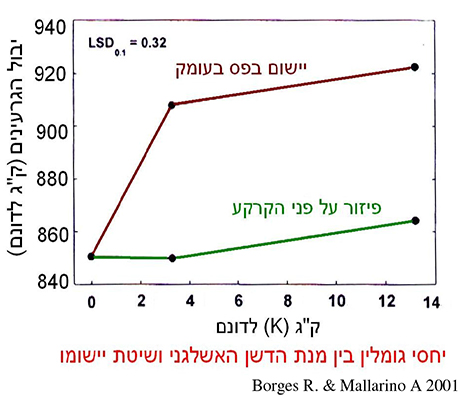 LSD0.1 = 0.32
יישום בפס בעומק
פיזור על פני הקרקע
יבול הגרעינים (ק"ג לדונם)
940
920
900
880
860
840
0 2 4 6 8 10 12 14
ק"ג (K) לדונם
יחסי גומלין בין מנת הדשן האשלגני ושיטת יישומו
Borges R. & Mallarino A 2001